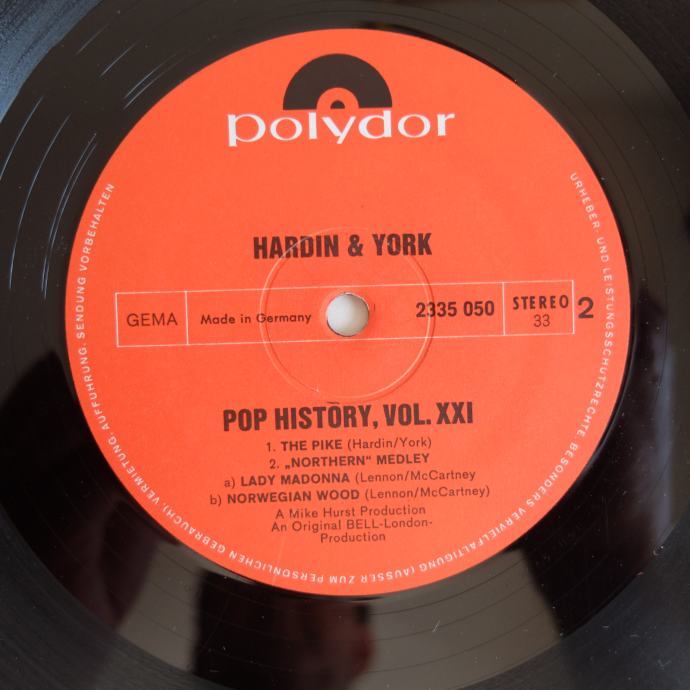 polydor
HARDIN & YORK
GEMA
Made in Germany
2335 050
STEREO
33
2
POP HISTORY, VOL. XXI
1. THE PIKE (Hardin/York)
2. „NORTHERN“ MEDLEY
a) LADY MADONNA (Lennon/McCartney
b) NORWEGIAN WOOD (Lennon/McCartney)
A Mike Hurst Production
An Original BELL-London-
Production
URHEBER- UND LEISTUNGSSCHUTZRECHTE, BESONDERS VERVIELFÄLTIGUNG (AUSSER ZUM PERSÖNLICHEN GEBRAUCH), VERMIETUNG, AUFFÜHRUNG, SENDUNG VORBEHALTEN